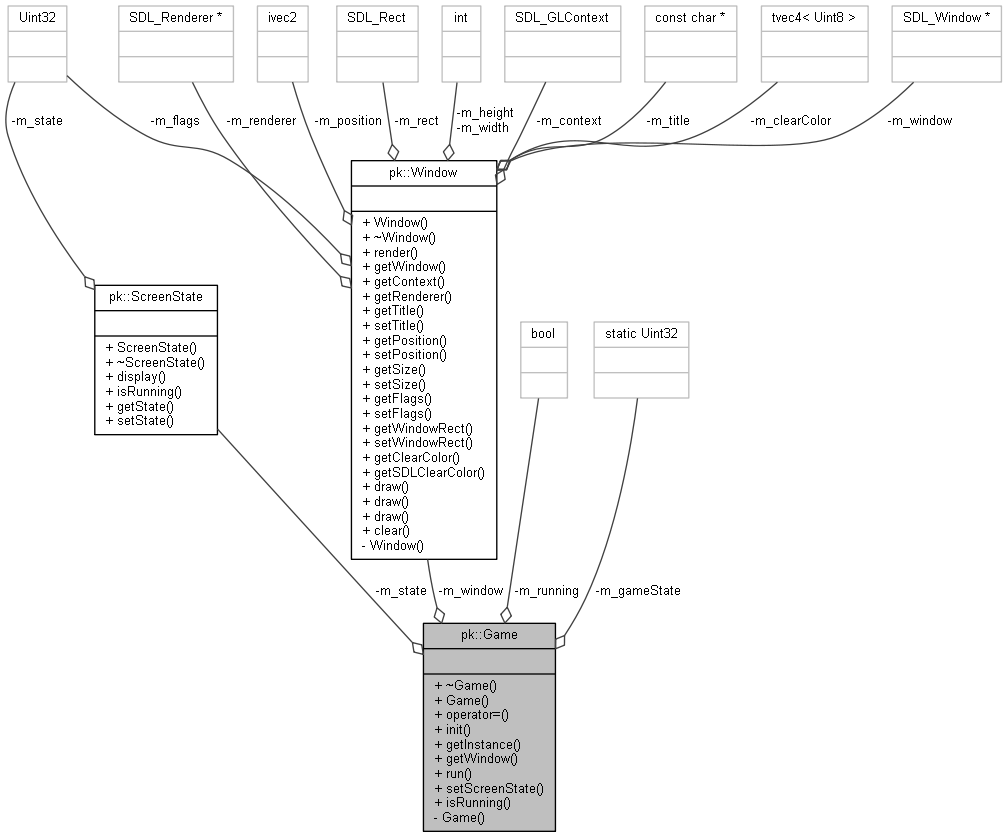 Uint32
SDL_Renderer *
ivec2
SDL_Rect
int
SDL_GLContext
const char *
tvec4< Uint8 >
SDL_Window *
-m_state
-m_flags
-m_renderer
-m_position
-m_rect
-m_height
-m_width
-m_context
-m_title
-m_clearColor
-m_window
pk::Window
+ Window()
+ ~Window()
+ render()
+ getWindow()
+ getContext()
+ getRenderer()
+ getTitle()
+ setTitle()
+ getPosition()
+ setPosition()
+ getSize()
+ setSize()
+ getFlags()
+ setFlags()
+ getWindowRect()
+ setWindowRect()
+ getClearColor()
+ getSDLClearColor()
+ draw()
+ draw()
+ draw()
+ clear()
- Window()
pk::ScreenState
+ ScreenState()
+ ~ScreenState()
+ display()
+ isRunning()
+ getState()
+ setState()
bool
static Uint32
-m_state
-m_window
-m_running
-m_gameState
pk::Game
+ ~Game()
+ Game()
+ operator=()
+ init()
+ getInstance()
+ getWindow()
+ run()
+ setScreenState()
+ isRunning()
- Game()